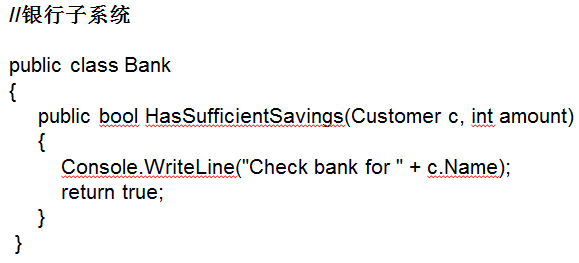 //银行子系统
public class Bank
{
public bool HasSufficientSavings(Customer c, int amount)
{
Console.WriteLine("Check bank for " + c.Name);
return true;
}
}